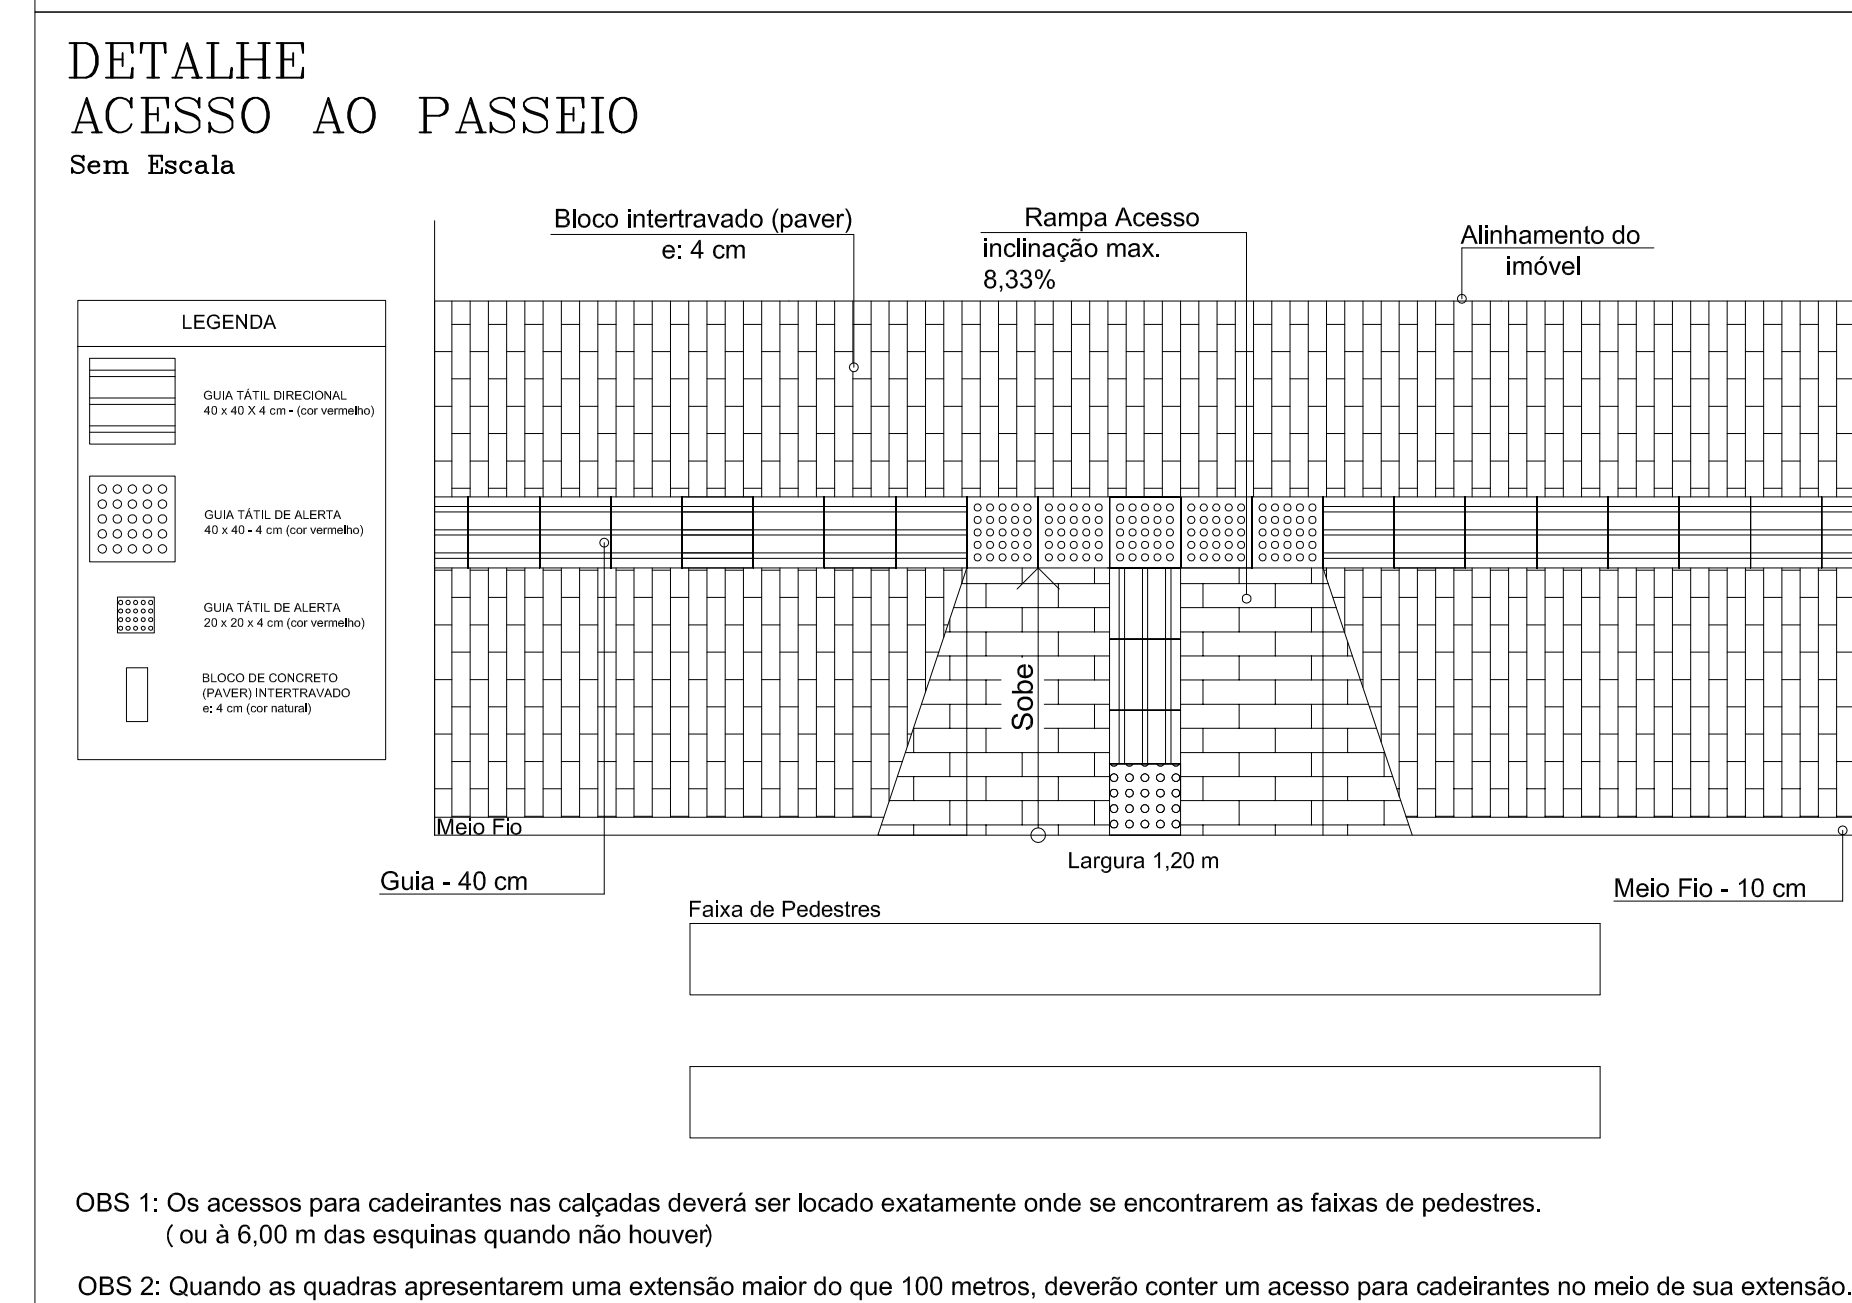 DETALHE
ACESSO AO PASSEIO
Sem Escala
Bloco intertravado (paver)
e: 4 cm
Rampa Acesso
inclinação max.
8,33%
Alinhamento do
imóvel
LEGENDA
GUIA TÁTIL DIRECIONAL
40 x 40 X 4 cm - (cor vermelho)
GUIA TÁTIL DE ALERTA
40 x 40 - 4 cm (cor vermelho)
GUIA TÁTIL DE ALERTA
20 x 20 x 4 cm (cor vermelho)
BLOCO DE CONCRETO
(PAVER) INTERTRAVADO
e: 4 cm (cor natural)
Sobe
Meio Fio
Largura 1,20 m
Guia - 40 cm
Meio Fio - 10 cm
Faixa de Pedestres
OBS 1: Os acessos para cadeirantes nas calçadas deverá ser locado exatamente onde se encontrarem as faixas de pedestres.
( ou à 6,00 m das esquinas quando não houver)
OBS 2: Quando as quadras apresentarem uma extensão maior do que 100 metros, deverão conter um acesso para cadeirantes no meio de sua extensão.